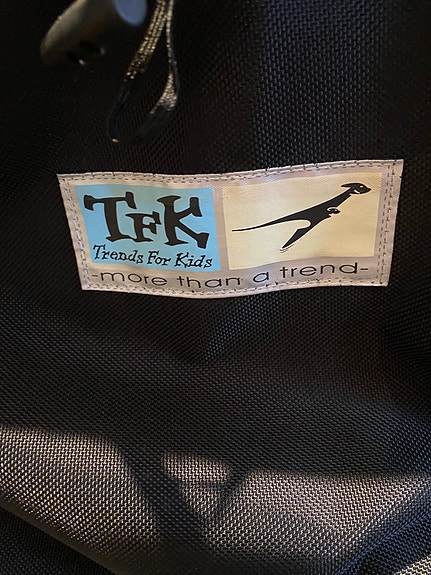 TFK
Trends For Kids
-more than a trend-